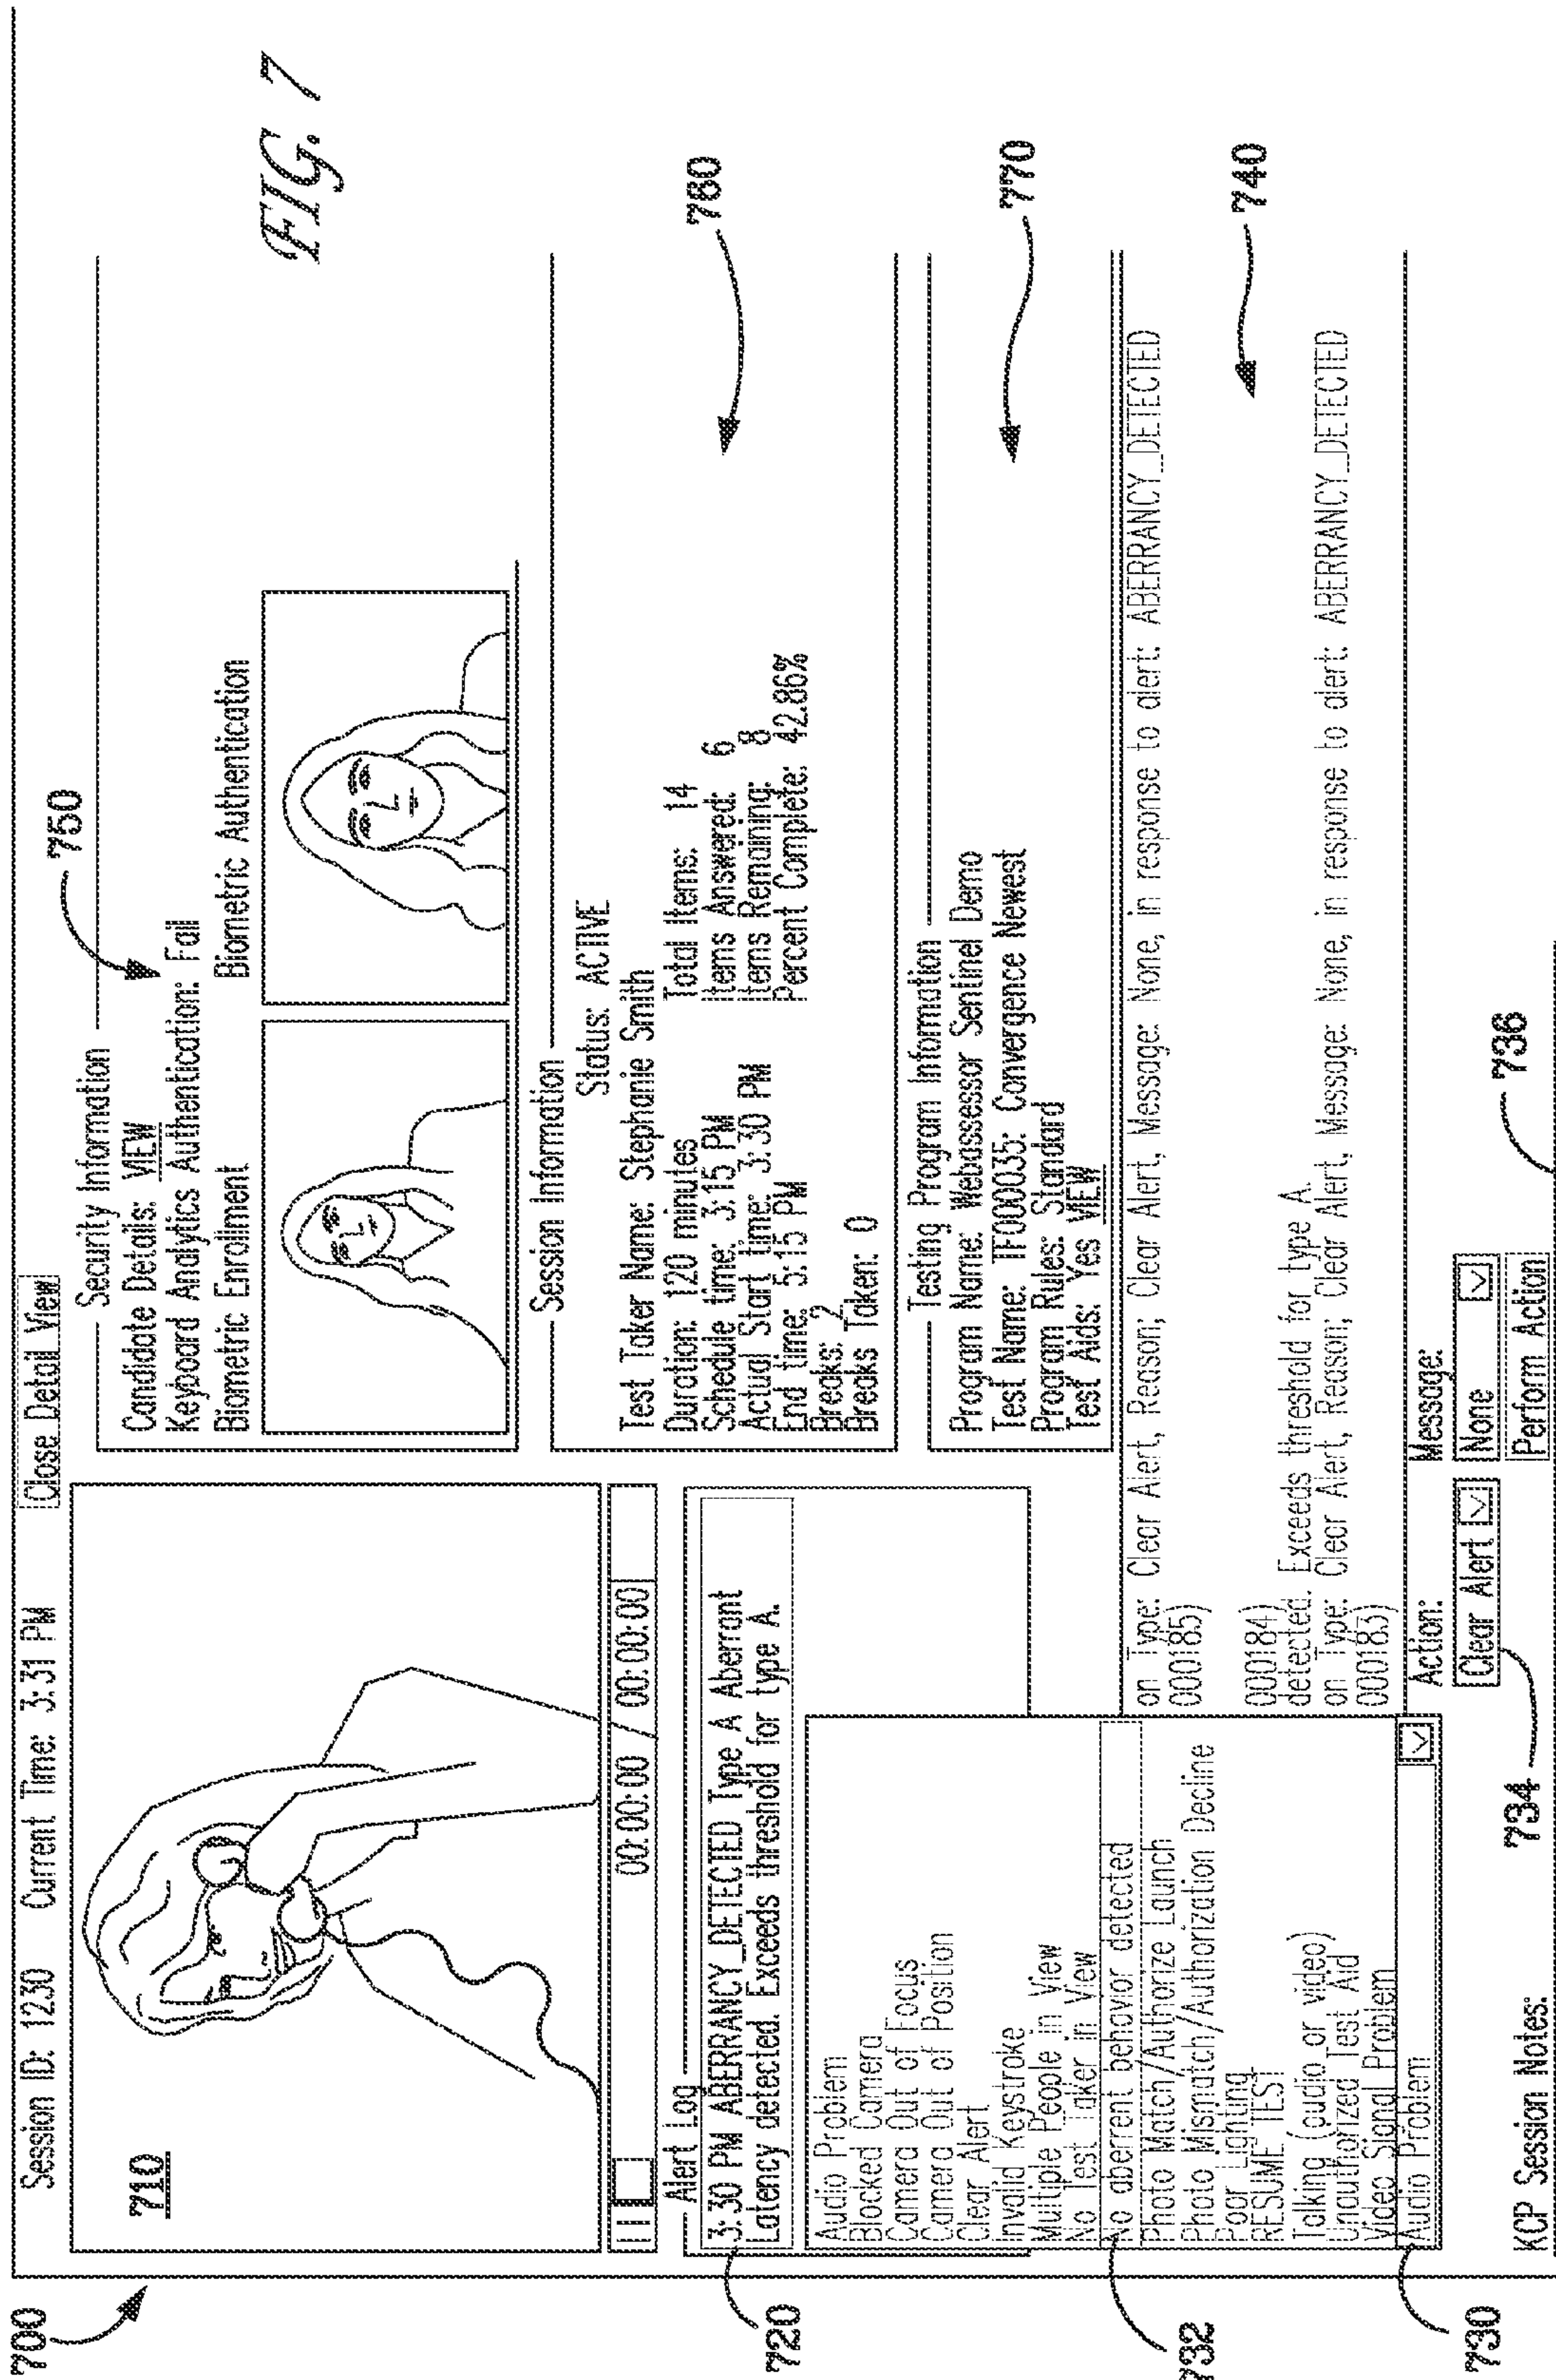 FIG. 7
700
Session ID: 1230 Current Time: 3:31 PM
Close Detail View
710
00:00:00 / 00:00:00
Security Information
750
Candidate Details: VIEW
Keyboard Analytics Authentication: Fail
Biometric Enrollment Biometric Authentication
Session Information
780
Status: ACTIVE
Test Taker Name: Stephanie Smith
Duration: 120 minutes Total Items: 14
Schedule time: 3:15 PM Items Answered: 6
Actual Start time: 3:30 PM Items Remaining: 8
End time: 5:15 PM Percent Complete: 42.86%
Breaks: 2
Breaks Taken: 0
Testing Program Information
770
Program Name: Webassessor Sentinel Demo
Test Name: TF000035: Convergence Newest
Program Rules: Standard
Test Aids: Yes VIEW
Alert Log
720
3:30 PM ABERRANCY_DETECTED Type A Aberrant
Latency detected. Exceeds threshold for type A.
Audio Problem
Blocked Camera
Camera Out of Focus
Camera Out of Position
Clear Alert
Invalid Keystroke
Multiple People in View
No Test Taker in View
732
No aberrent behavior detected
Photo Match/Authorize Launch
Photo Mismatch/Authorization Decline
Poor Lighting
RESUME TEST
Talking (audio or video)
Unauthorized Test Aid
Video Signal Problem
730
Audio Problem
740
on Type: Clear Alert, Reason; Clear Alert, Message: None, in response to alert: ABERRANCY_DETECTED
000185)
000184)
detected. Exceeds threshold for type A.
on Type: Clear Alert, Reason; Clear Alert, Message: None, in response to alert: ABERRANCY_DETECTED
000183)
Action: Message:
Clear Alert None
734
Perform Action
736
KCP Session Notes: